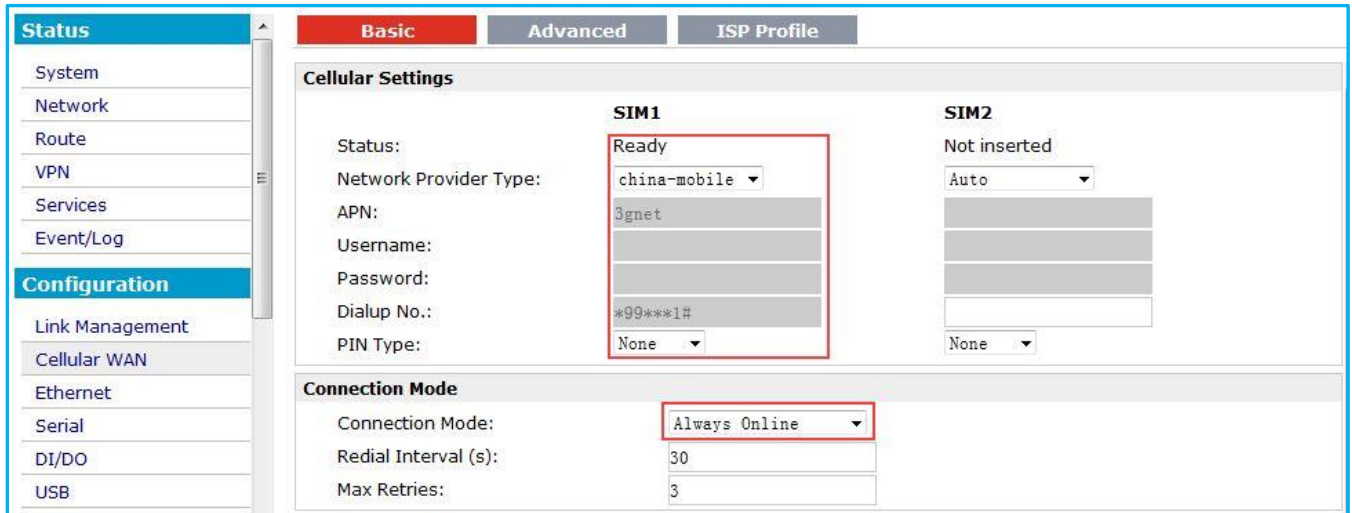 Status
System
Network
Route
VPN
Services
Event/Log
Configuration
Link Management
Cellular WAN
Ethernet
Serial
DI/DO
USB
Basic Advanced ISP Profile
Cellular Settings
SIM1 SIM2
Status: Ready Not inserted
Network Provider Type: china-mobile Auto
APN: 3gnet
Username:
Password:
Dialup No.: *99***1#
PIN Type: None None
Connection Mode
Connection Mode: Always Online
Redial Interval (s): 30
Max Retries: 3